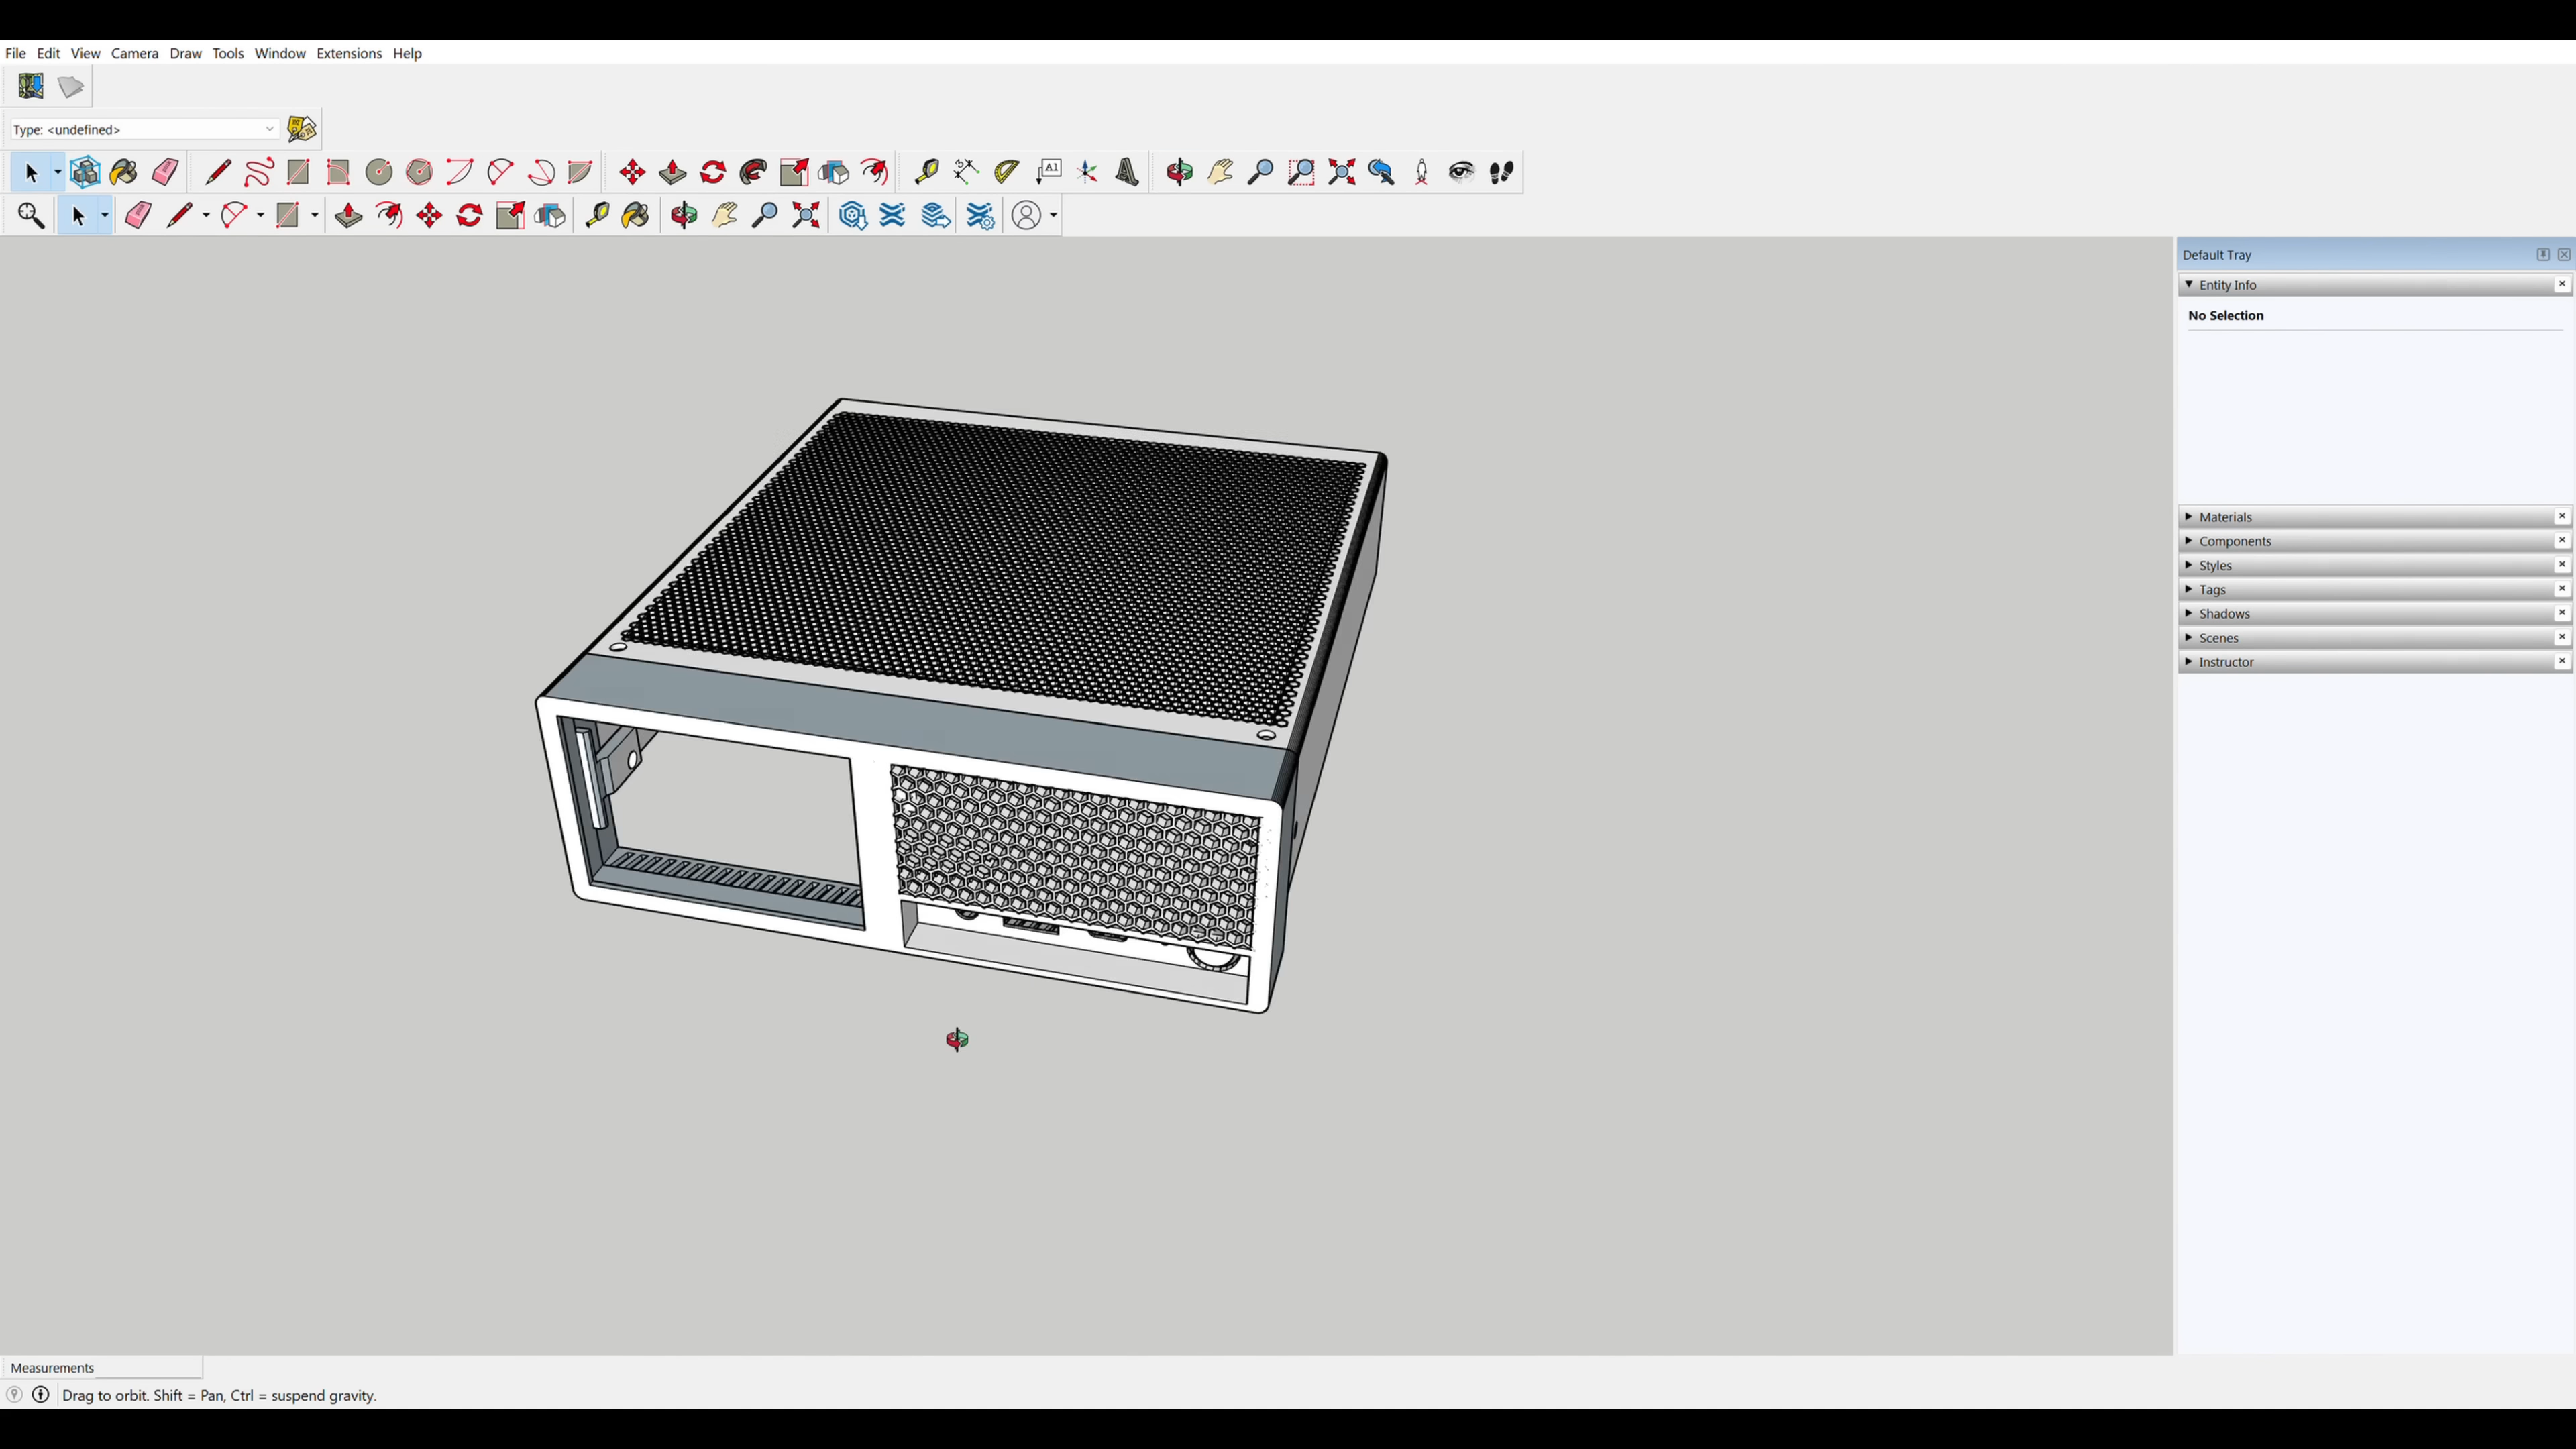 File Edit View Camera Draw Tools Window Extensions Help
Type: <undefined>
A1
Default Tray
Entity Info
No Selection
Materials
Components
Styles
Tags
Shadows
Scenes
Instructor
Measurements
Drag to orbit. Shift = Pan, Ctrl = suspend gravity.